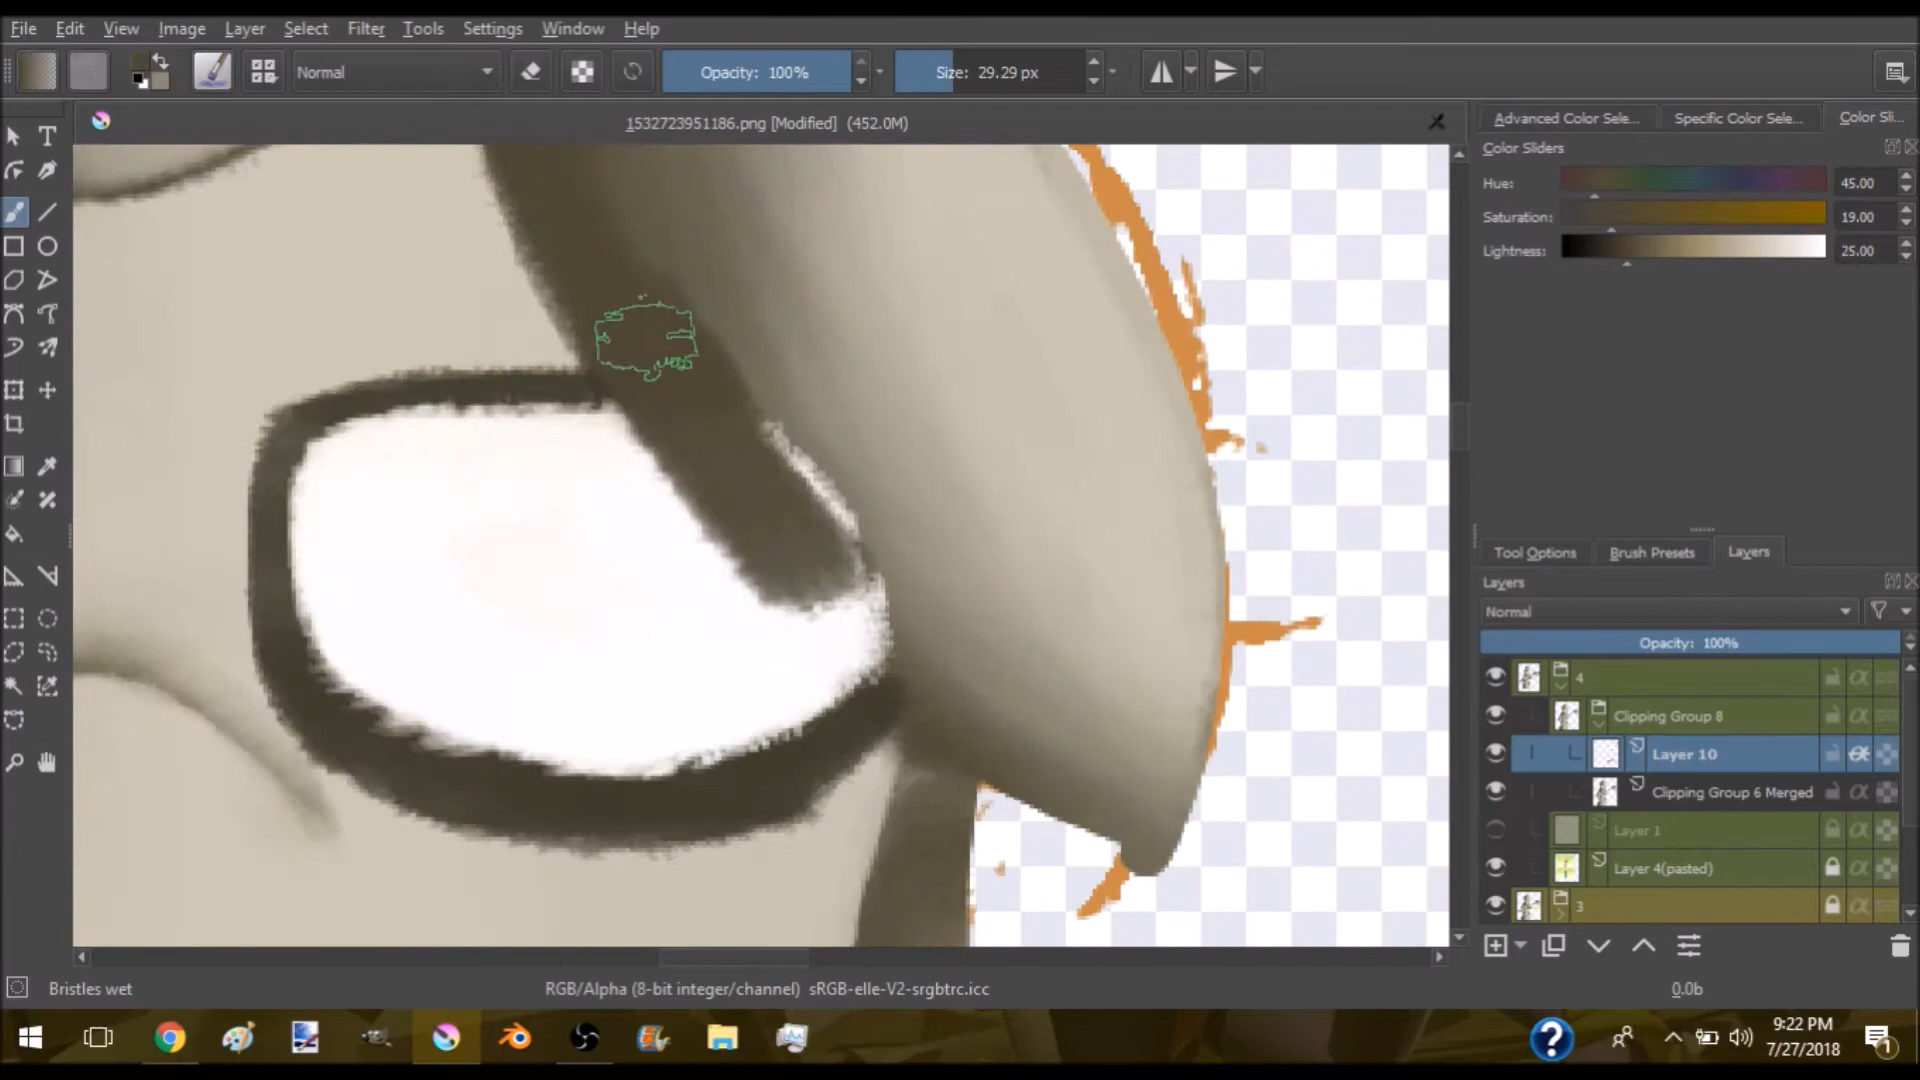 File Edit View Image Layer Select Filter Tools Settings Window Help
Normal Opacity: 100% Size: 29.29 px
1532723951186.png [Modified] (452.0M)
Advanced Color Sele... Specific Color Sele... Color Sli...
Color Sliders
Hue: 45.00
Saturation: 19.00
Lightness: 25.00
Tool Options Brush Presets Layers
Layers
Normal
Opacity: 100%
4
Clipping Group 8
Layer 10
Clipping Group 6 Merged
Layer 1
Layer 4(pasted)
3
Bristles wet RGB/Alpha (8-bit integer/channel) sRGB-elle-V2-srgbtrc.icc 0.0b
9:22 PM
7/27/2018
1